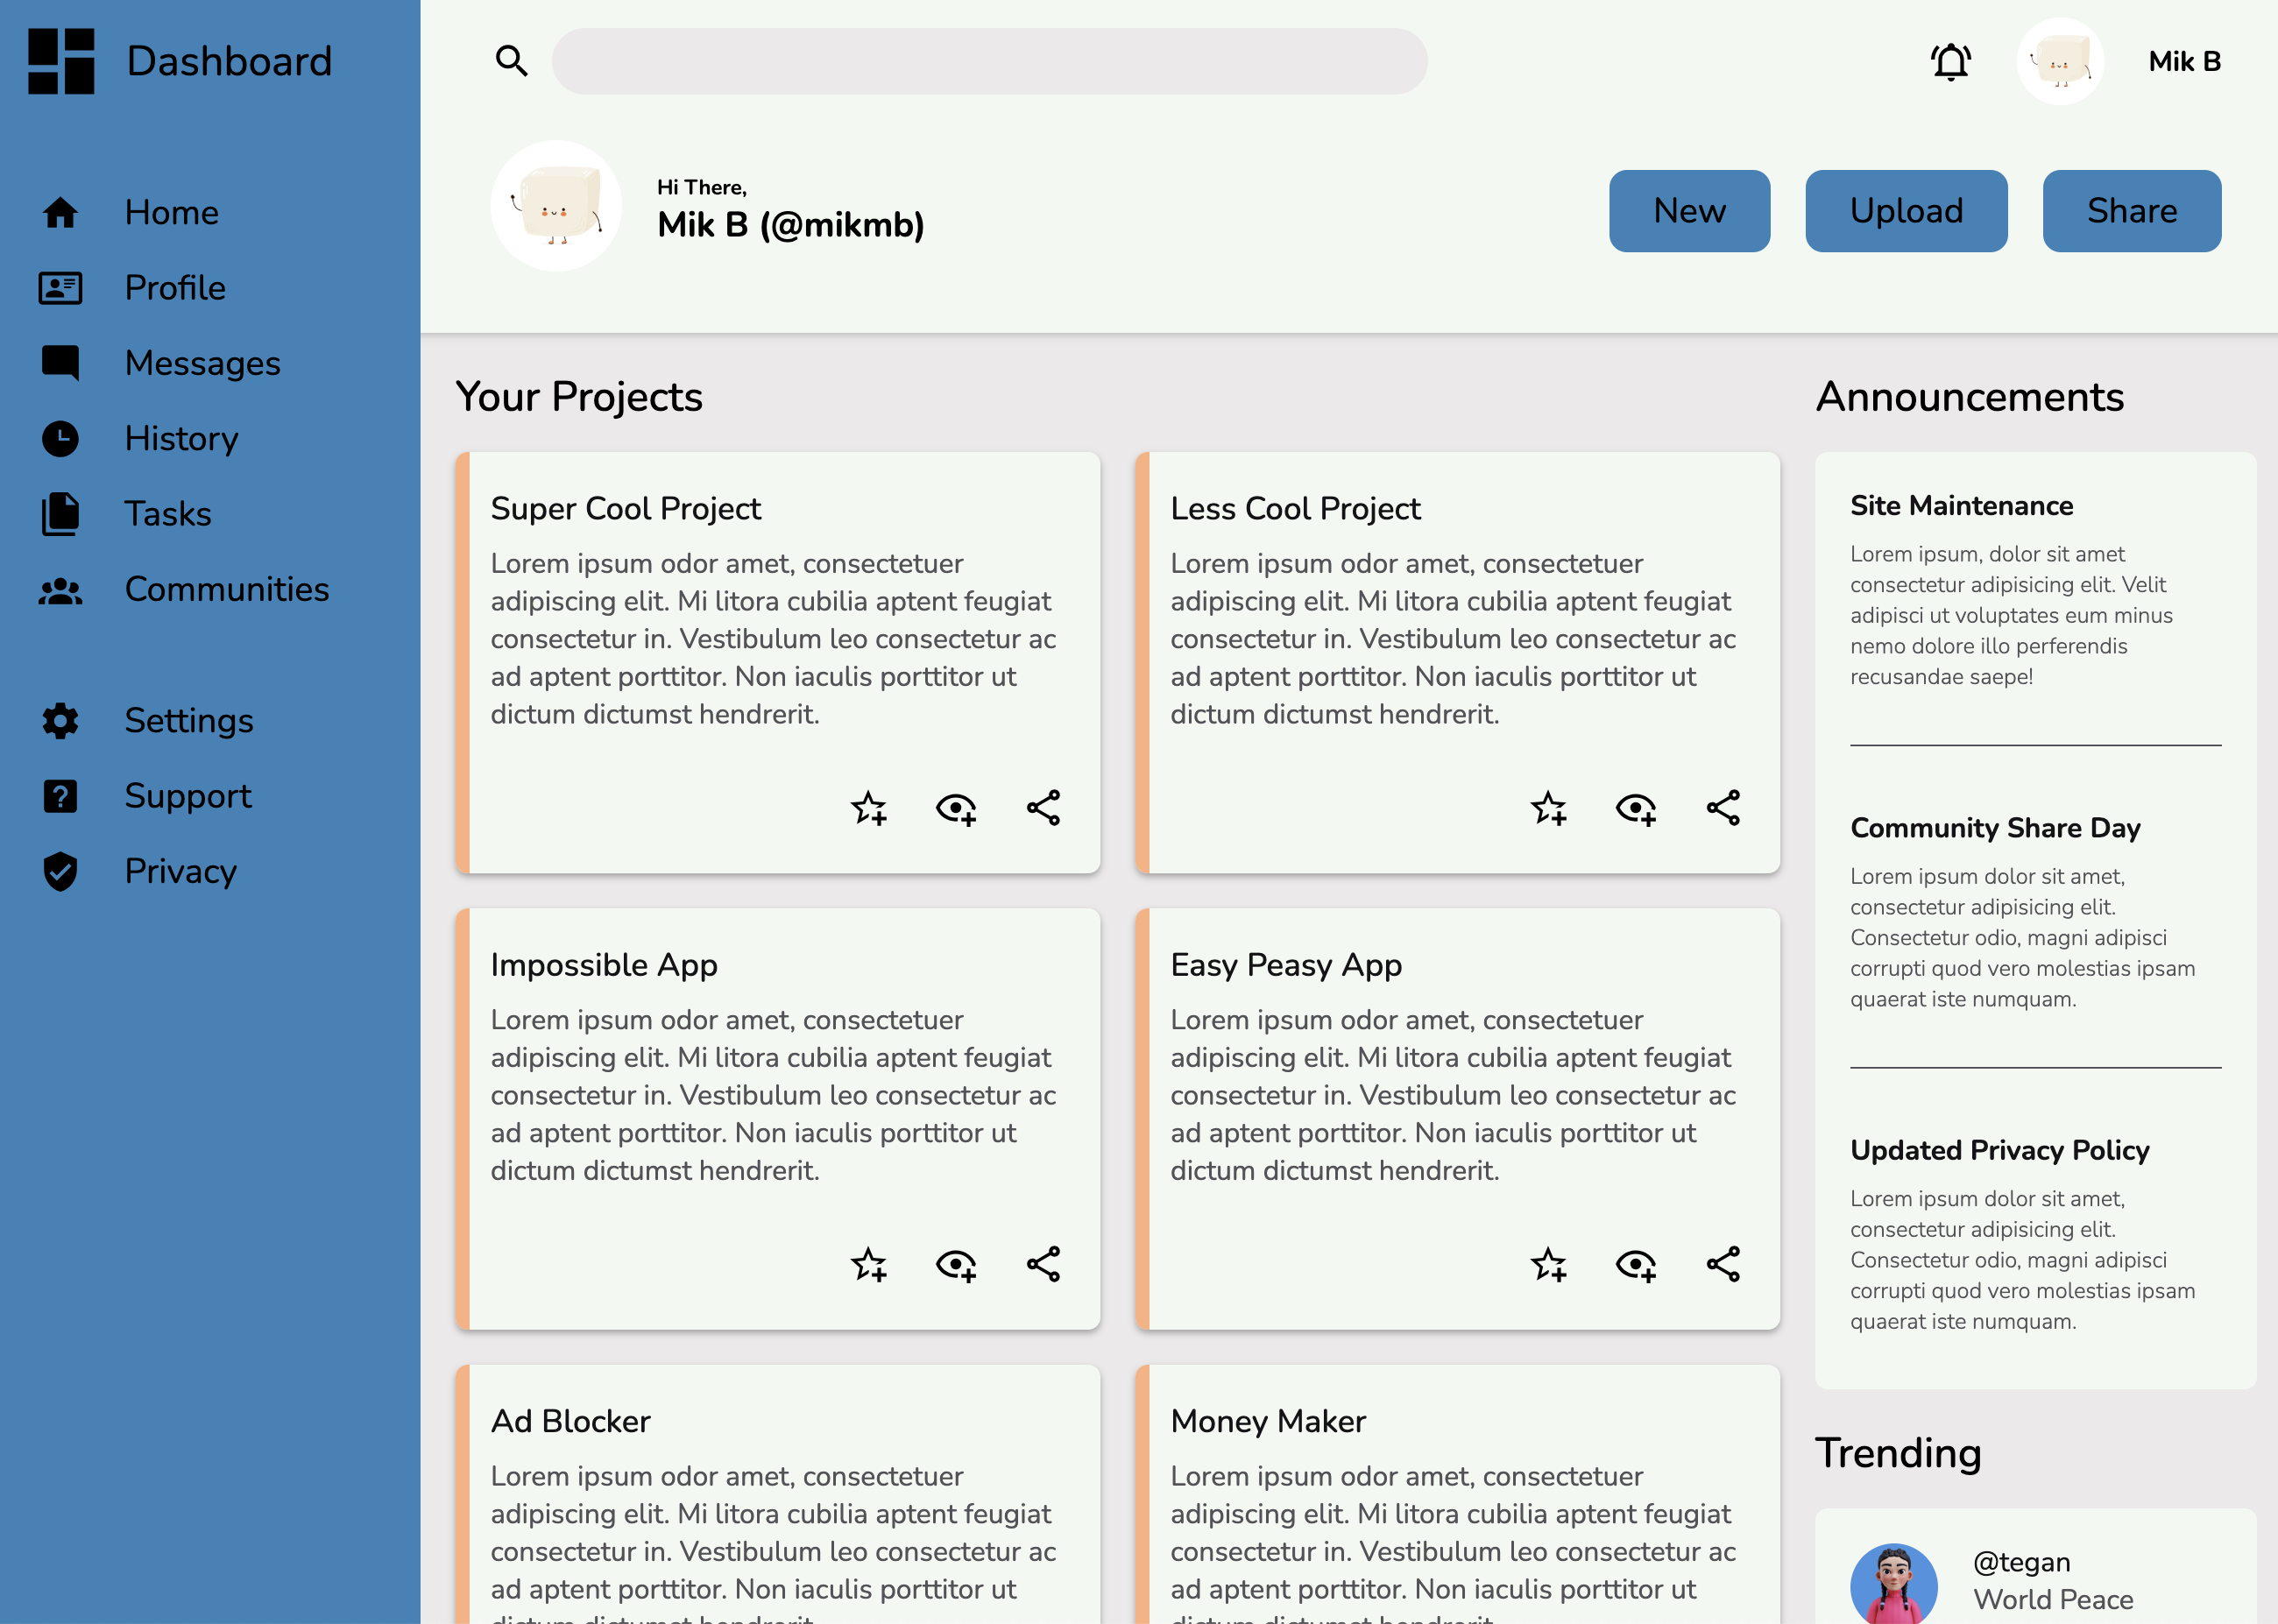 Dashboard
Home
Profile
Messages
History
Tasks
Communities
Settings
Support
Privacy
Mik B
Hi There,
Mik B (@mikmb)
New
Upload
Share
Your Projects
Super Cool Project
Lorem ipsum odor amet, consectetuer
adipiscing elit. Mi litora cubilia aptent feugiat
consectetur in. Vestibulum leo consectetur ac
ad aptent porttitor. Non iaculis porttitor ut
dictum dictumst hendrerit.
Less Cool Project
Lorem ipsum odor amet, consectetuer
adipiscing elit. Mi litora cubilia aptent feugiat
consectetur in. Vestibulum leo consectetur ac
ad aptent porttitor. Non iaculis porttitor ut
dictum dictumst hendrerit.
Impossible App
Lorem ipsum odor amet, consectetuer
adipiscing elit. Mi litora cubilia aptent feugiat
consectetur in. Vestibulum leo consectetur ac
ad aptent porttitor. Non iaculis porttitor ut
dictum dictumst hendrerit.
Easy Peasy App
Lorem ipsum odor amet, consectetuer
adipiscing elit. Mi litora cubilia aptent feugiat
consectetur in. Vestibulum leo consectetur ac
ad aptent porttitor. Non iaculis porttitor ut
dictum dictumst hendrerit.
Ad Blocker
Lorem ipsum odor amet, consectetuer
adipiscing elit. Mi litora cubilia aptent feugiat
consectetur in. Vestibulum leo consectetur ac
ad aptent porttitor. Non iaculis porttitor ut
Money Maker
Lorem ipsum odor amet, consectetuer
adipiscing elit. Mi litora cubilia aptent feugiat
consectetur in. Vestibulum leo consectetur ac
ad aptent porttitor. Non iaculis porttitor ut
Announcements
Site Maintenance
Lorem ipsum, dolor sit amet
consectetur adipisicing elit. Velit
adipisci ut voluptates eum minus
nemo dolore illo perferendis
recusandae saepe!
Community Share Day
Lorem ipsum dolor sit amet,
consectetur adipisicing elit.
Consectetur odio, magni adipisci
corrupti quod vero molestias ipsam
quaerat iste numquam.
Updated Privacy Policy
Lorem ipsum dolor sit amet,
consectetur adipisicing elit.
Consectetur odio, magni adipisci
corrupti quod vero molestias ipsam
quaerat iste numquam.
Trending
@tegan
World Peace